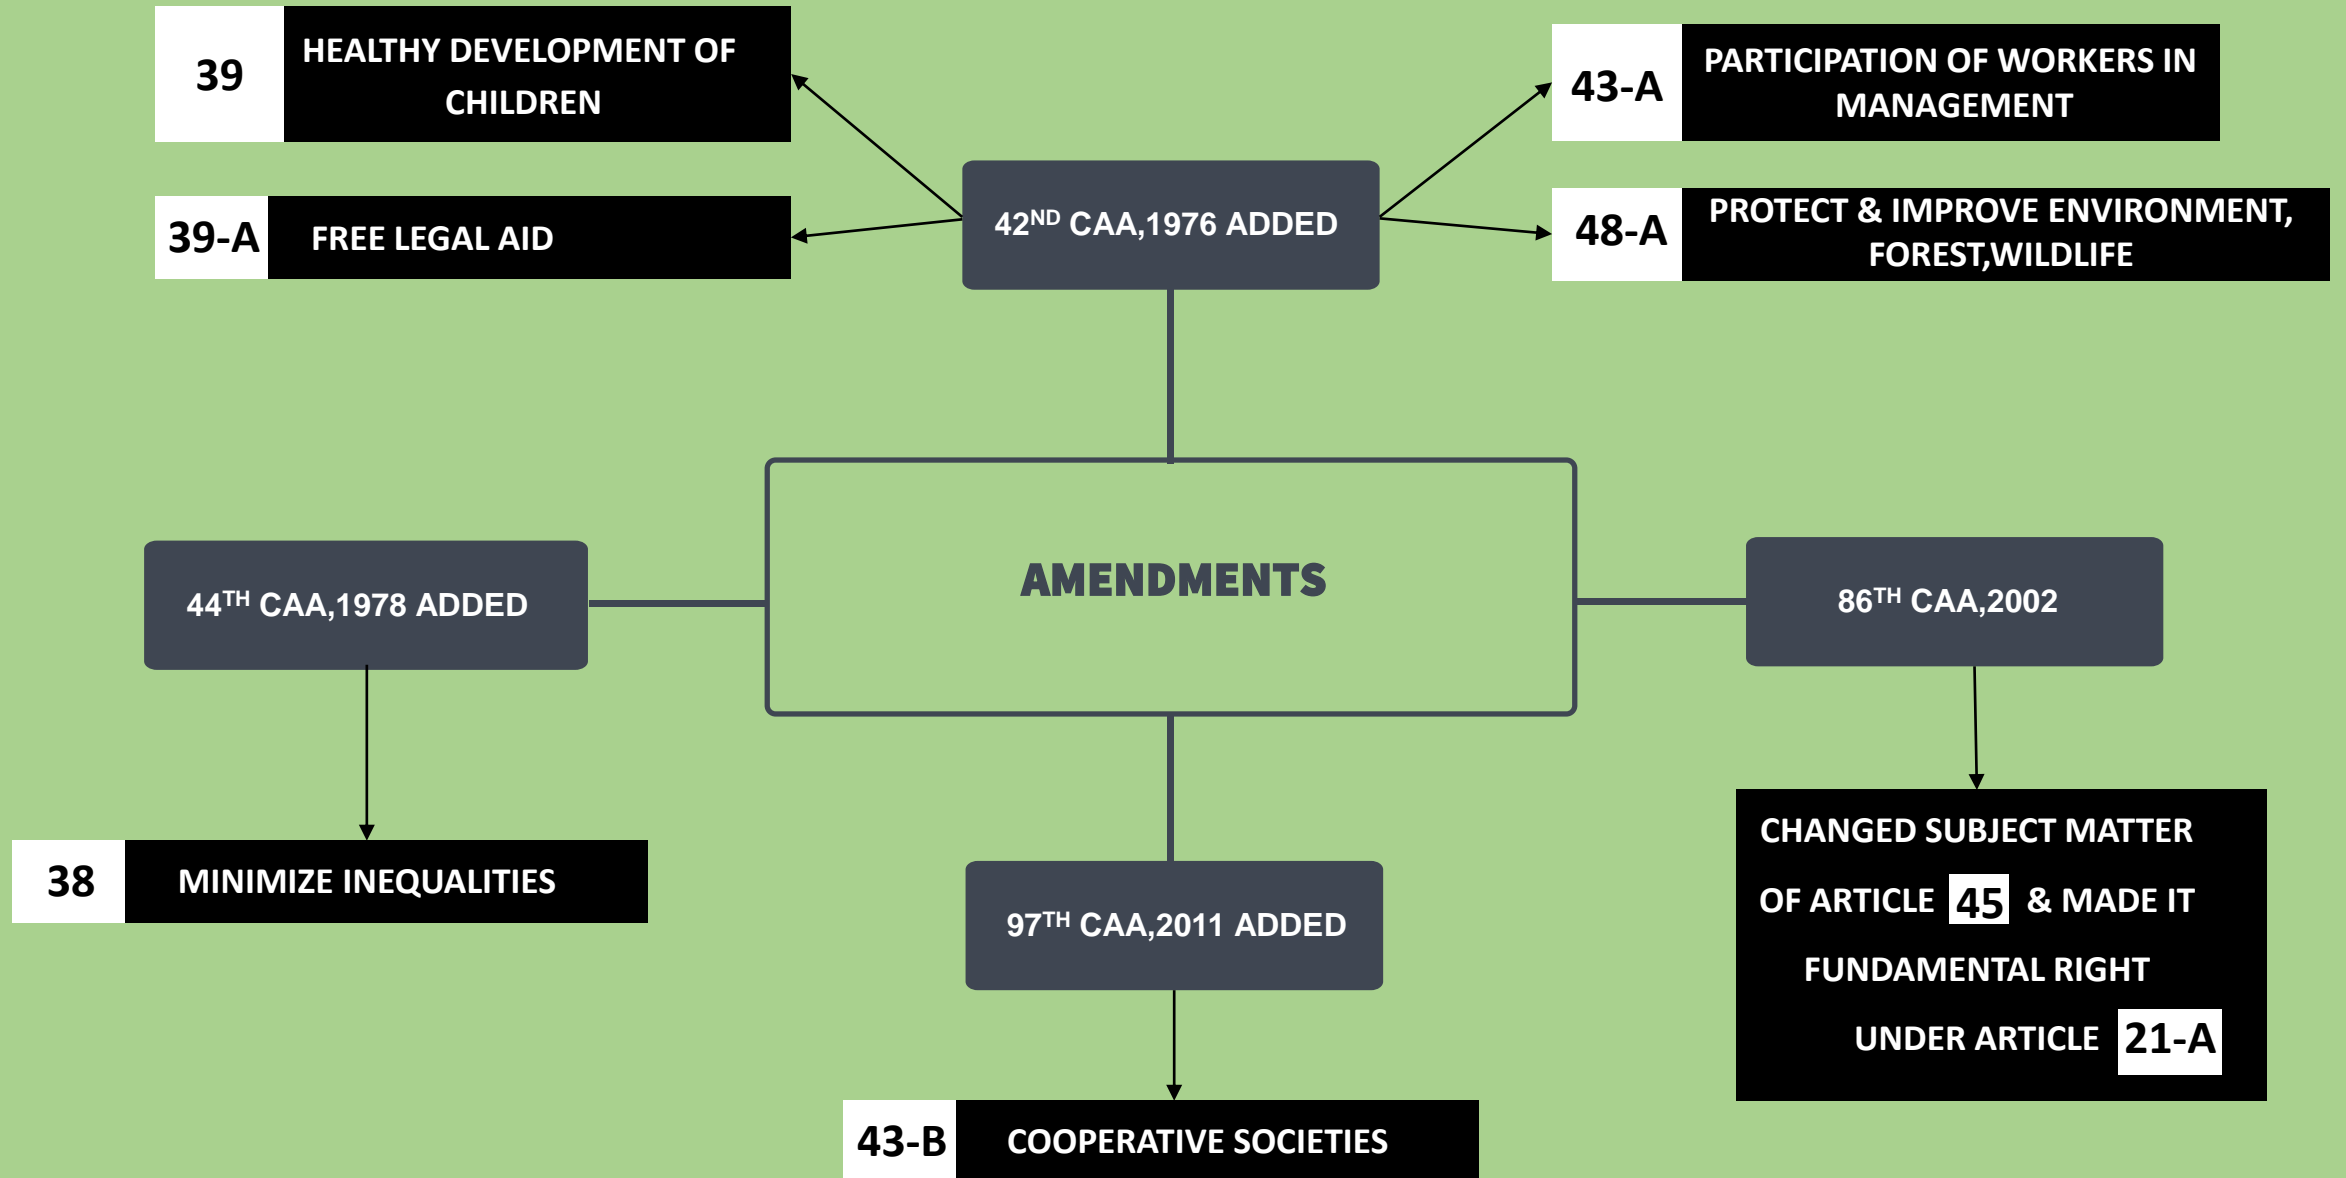 39
HEALTHY DEVELOPMENT OF
CHILDREN
39-A
FREE LEGAL AID
42ND CAA,1976 ADDED
43-A
PARTICIPATION OF WORKERS IN
MANAGEMENT
48-A
PROTECT & IMPROVE ENVIRONMENT,
FOREST,WILDLIFE
AMENDMENTS
44TH CAA,1978 ADDED
38
MINIMIZE INEQUALITIES
97TH CAA,2011 ADDED
43-B
COOPERATIVE SOCIETIES
86TH CAA,2002
CHANGED SUBJECT MATTER
OF ARTICLE 45 & MADE IT
FUNDAMENTAL RIGHT
UNDER ARTICLE 21-A